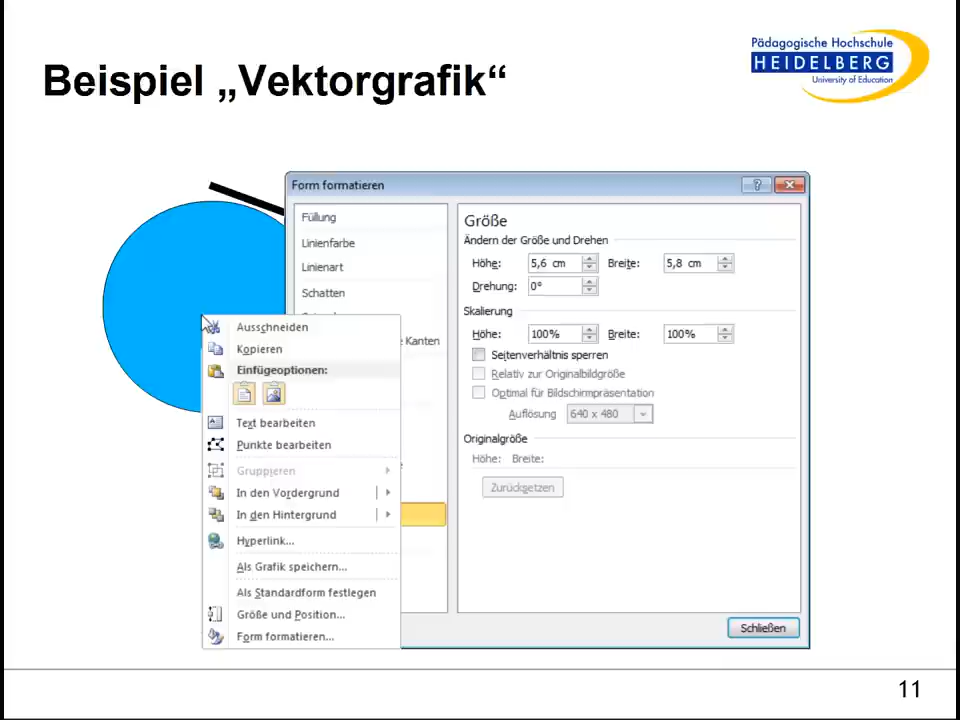 Beispiel „Vektorgrafik“
Pädagogische Hochschule
HEIDELBERG
University of Education
Form formatieren
Füllung
Linienfarbe
Linienart
Schatten
e Kanten
Größe
Ändern der Größe und Drehen
Höhe: 5,6 cm Breite: 5,8 cm
Drehung: 0°
Skalierung
Höhe: 100% Breite: 100%
Seitenverhältnis sperren
Relativ zur Originalbildgröße
Optimal für Bildschirmpräsentation
Auflösung 640 x 480
Originalgröße
Höhe: Breite:
Zurücksetzen
Schließen
Ausschneiden
Kopieren
Einfügeoptionen:
Text bearbeiten
Punkte bearbeiten
Gruppieren
In den Vordergrund
In den Hintergrund
Hyperlink...
Als Grafik speichern...
Als Standardform festlegen
Größe und Position...
Form formatieren...
11